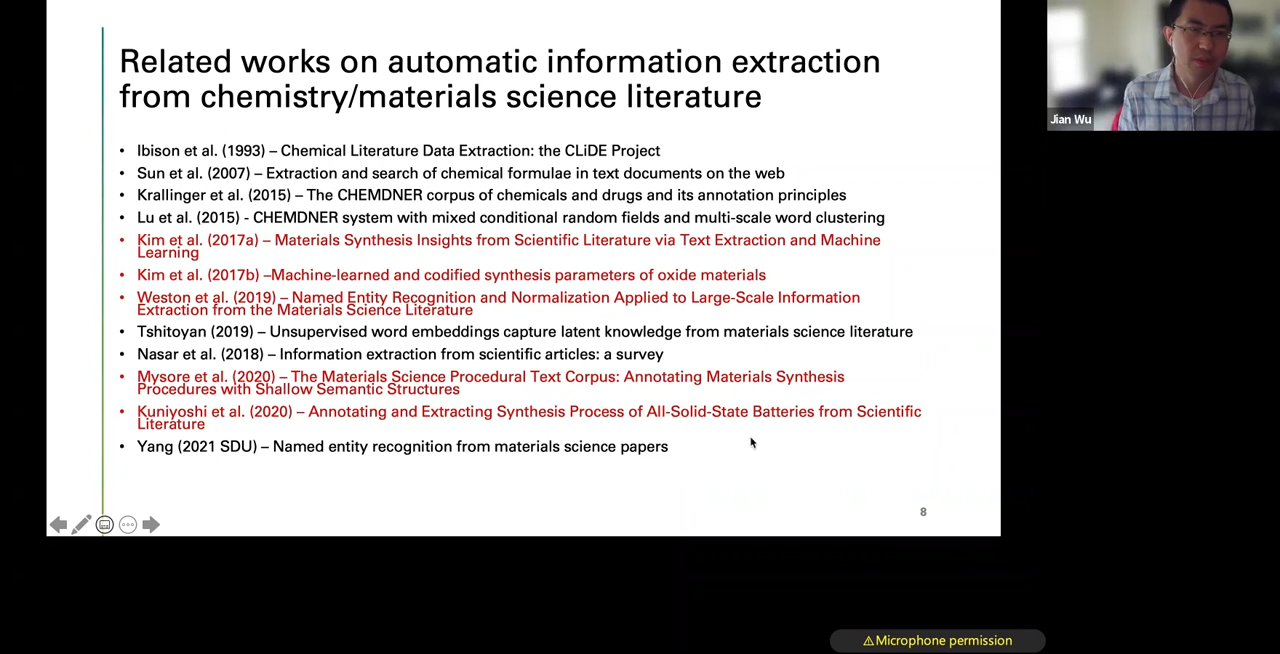 Related works on automatic information extraction
from chemistry/materials science literature
• Ibison et al. (1993) – Chemical Literature Data Extraction: the CLiDE Project
• Sun et al. (2007) – Extraction and search of chemical formulae in text documents on the web
• Krallinger et al. (2015) – The CHEMDNER corpus of chemicals and drugs and its annotation principles
• Lu et al. (2015) - CHEMDNER system with mixed conditional random fields and multi-scale word clustering
• Kim et al. (2017a) – Materials Synthesis Insights from Scientific Literature via Text Extraction and Machine
Learning
• Kim et al. (2017b) –Machine-learned and codified synthesis parameters of oxide materials
• Weston et al. (2019) – Named Entity Recognition and Normalization Applied to Large-Scale Information
Extraction from the Materials Science Literature
• Tshitoyan (2019) – Unsupervised word embeddings capture latent knowledge from materials science literature
• Nasar et al. (2018) – Information extraction from scientific articles: a survey
• Mysore et al. (2020) – The Materials Science Procedural Text Corpus: Annotating Materials Synthesis
Procedures with Shallow Semantic Structures
• Kuniyoshi et al. (2020) – Annotating and Extracting Synthesis Process of All-Solid-State Batteries from Scientific
Literature
• Yang (2021 SDU) – Named entity recognition from materials science papers
8
Jian Wu
⚠Microphone permission